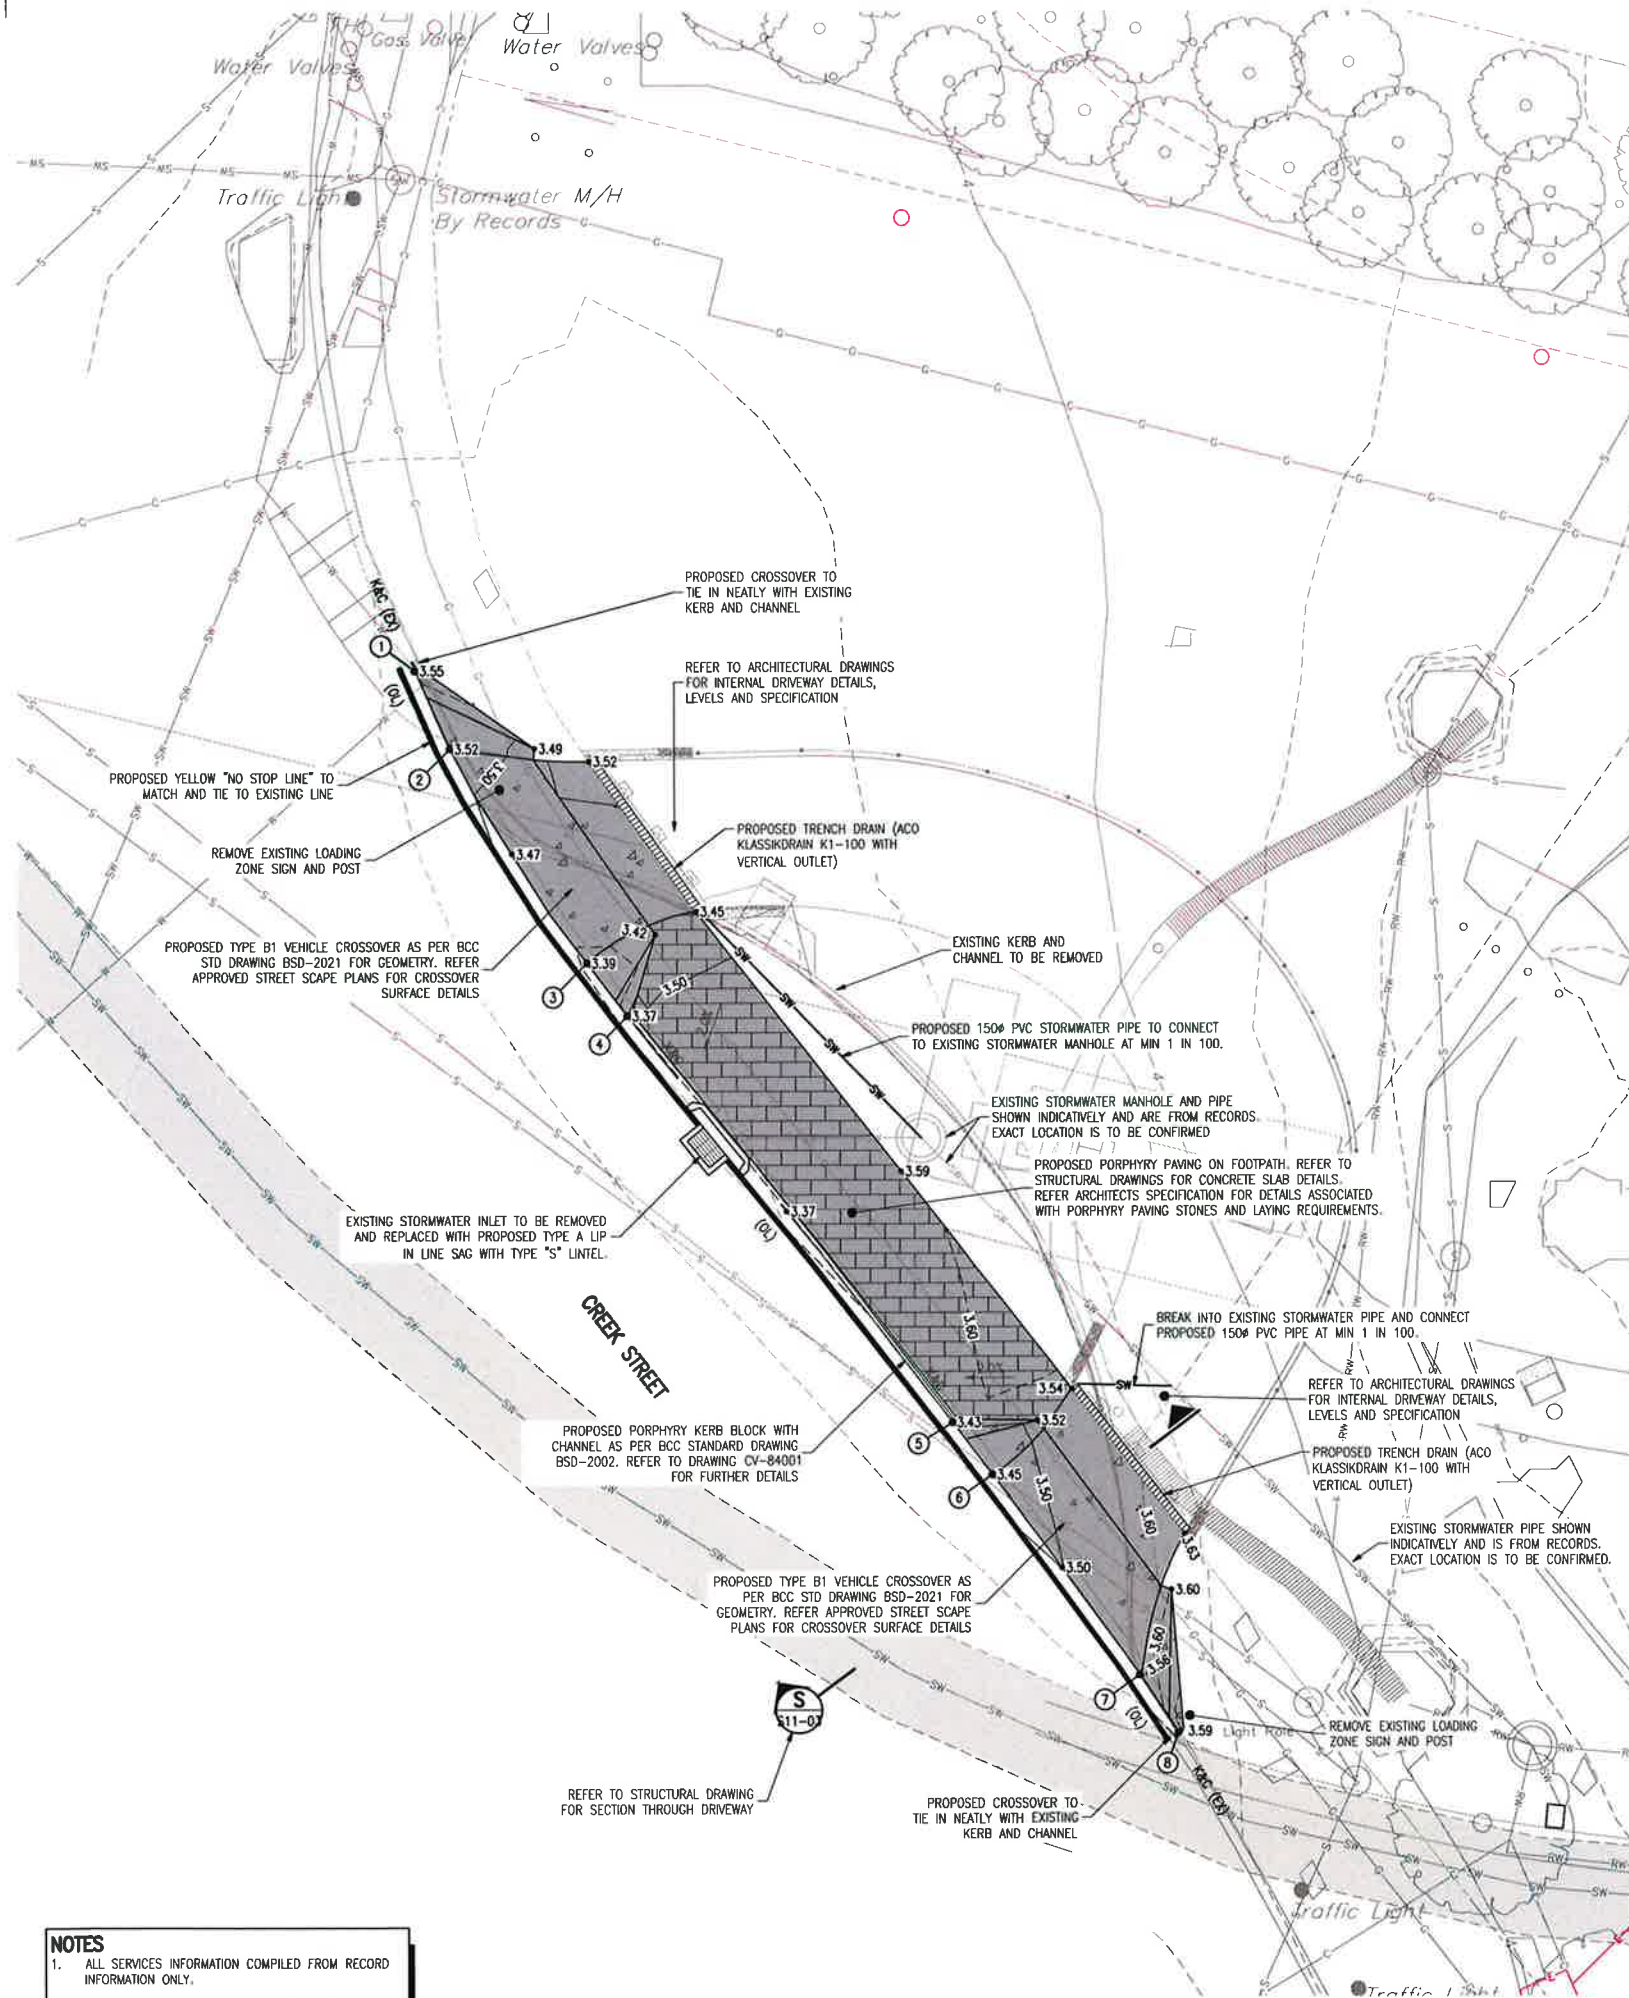 Gas Valve
Water Valves
Water Valves
Traffic Light
Stormwater M/H
By Records
PROPOSED CROSSOVER TO
TIE IN NEATLY WITH EXISTING
KERB AND CHANNEL
K&C (EX)
1
3.55
(OL)
REFER TO ARCHITECTURAL DRAWINGS
FOR INTERNAL DRIVEWAY DETAILS,
LEVELS AND SPECIFICATION
3.52
3.49
3.52
2
3.50
PROPOSED YELLOW "NO STOP LINE" TO
MATCH AND TIE TO EXISTING LINE
REMOVE EXISTING LOADING
ZONE SIGN AND POST
3.47
PROPOSED TRENCH DRAIN (ACO
KLASSIKDRAIN K1-100 WITH
VERTICAL OUTLET)
3.45
3.42
PROPOSED TYPE B1 VEHICLE CROSSOVER AS PER BCC
STD DRAWING BSD-2021 FOR GEOMETRY. REFER
APPROVED STREET SCAPE PLANS FOR CROSSOVER
SURFACE DETAILS
3.39
3
3.50
EXISTING KERB AND
CHANNEL TO BE REMOVED
3.37
4
PROPOSED 150ø PVC STORMWATER PIPE TO CONNECT
TO EXISTING STORMWATER MANHOLE AT MIN 1 IN 100.
EXISTING STORMWATER MANHOLE AND PIPE
SHOWN INDICATIVELY AND ARE FROM RECORDS.
EXACT LOCATION IS TO BE CONFIRMED
3.59
PROPOSED PORPHYRY PAVING ON FOOTPATH. REFER TO
STRUCTURAL DRAWINGS FOR CONCRETE SLAB DETAILS.
REFER ARCHITECTS SPECIFICATION FOR DETAILS ASSOCIATED
WITH PORPHYRY PAVING STONES AND LAYING REQUIREMENTS.
3.37
(OL)
EXISTING STORMWATER INLET TO BE REMOVED
AND REPLACED WITH PROPOSED TYPE A LIP
IN LINE SAG WITH TYPE "S" LINTEL.
CREEK STREET
3.60
BREAK INTO EXISTING STORMWATER PIPE AND CONNECT
PROPOSED 150ø PVC PIPE AT MIN 1 IN 100.
3.54
SW
REFER TO ARCHITECTURAL DRAWINGS
FOR INTERNAL DRIVEWAY DETAILS,
LEVELS AND SPECIFICATION
3.43
3.52
5
PROPOSED PORPHYRY KERB BLOCK WITH
CHANNEL AS PER BCC STANDARD DRAWING
BSD-2002. REFER TO DRAWING CV-84001
FOR FURTHER DETAILS
PROPOSED TRENCH DRAIN (ACO
KLASSIKDRAIN K1-100 WITH
VERTICAL OUTLET)
3.45
6
3.50
3.60
3.63
EXISTING STORMWATER PIPE SHOWN
INDICATIVELY AND IS FROM RECORDS.
EXACT LOCATION IS TO BE CONFIRMED.
3.50
3.60
PROPOSED TYPE B1 VEHICLE CROSSOVER AS
PER BCC STD DRAWING BSD-2021 FOR
GEOMETRY. REFER APPROVED STREET SCAPE
PLANS FOR CROSSOVER SURFACE DETAILS
3.60
3.56
7
(OL)
S
S11-03
3.59
Light Pole
REMOVE EXISTING LOADING
ZONE SIGN AND POST
8
K&C (EX)
REFER TO STRUCTURAL DRAWING
FOR SECTION THROUGH DRIVEWAY
PROPOSED CROSSOVER TO
TIE IN NEATLY WITH EXISTING
KERB AND CHANNEL
Traffic Light
Traffic Light
NOTES
1. ALL SERVICES INFORMATION COMPILED FROM RECORD
INFORMATION ONLY.